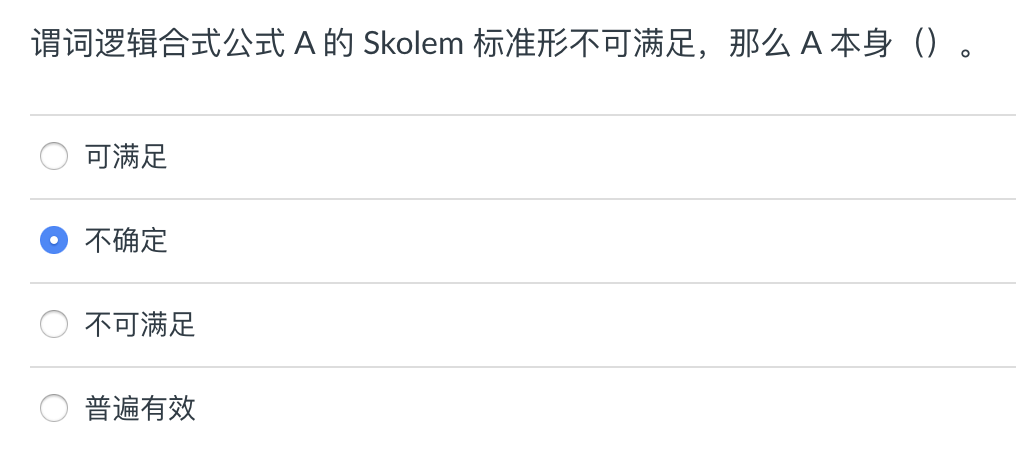 谓词逻辑合式公式 A 的 Skolem 标准形不可满足，那么 A 本身（）。
可满足
不确定
不可满足
普遍有效